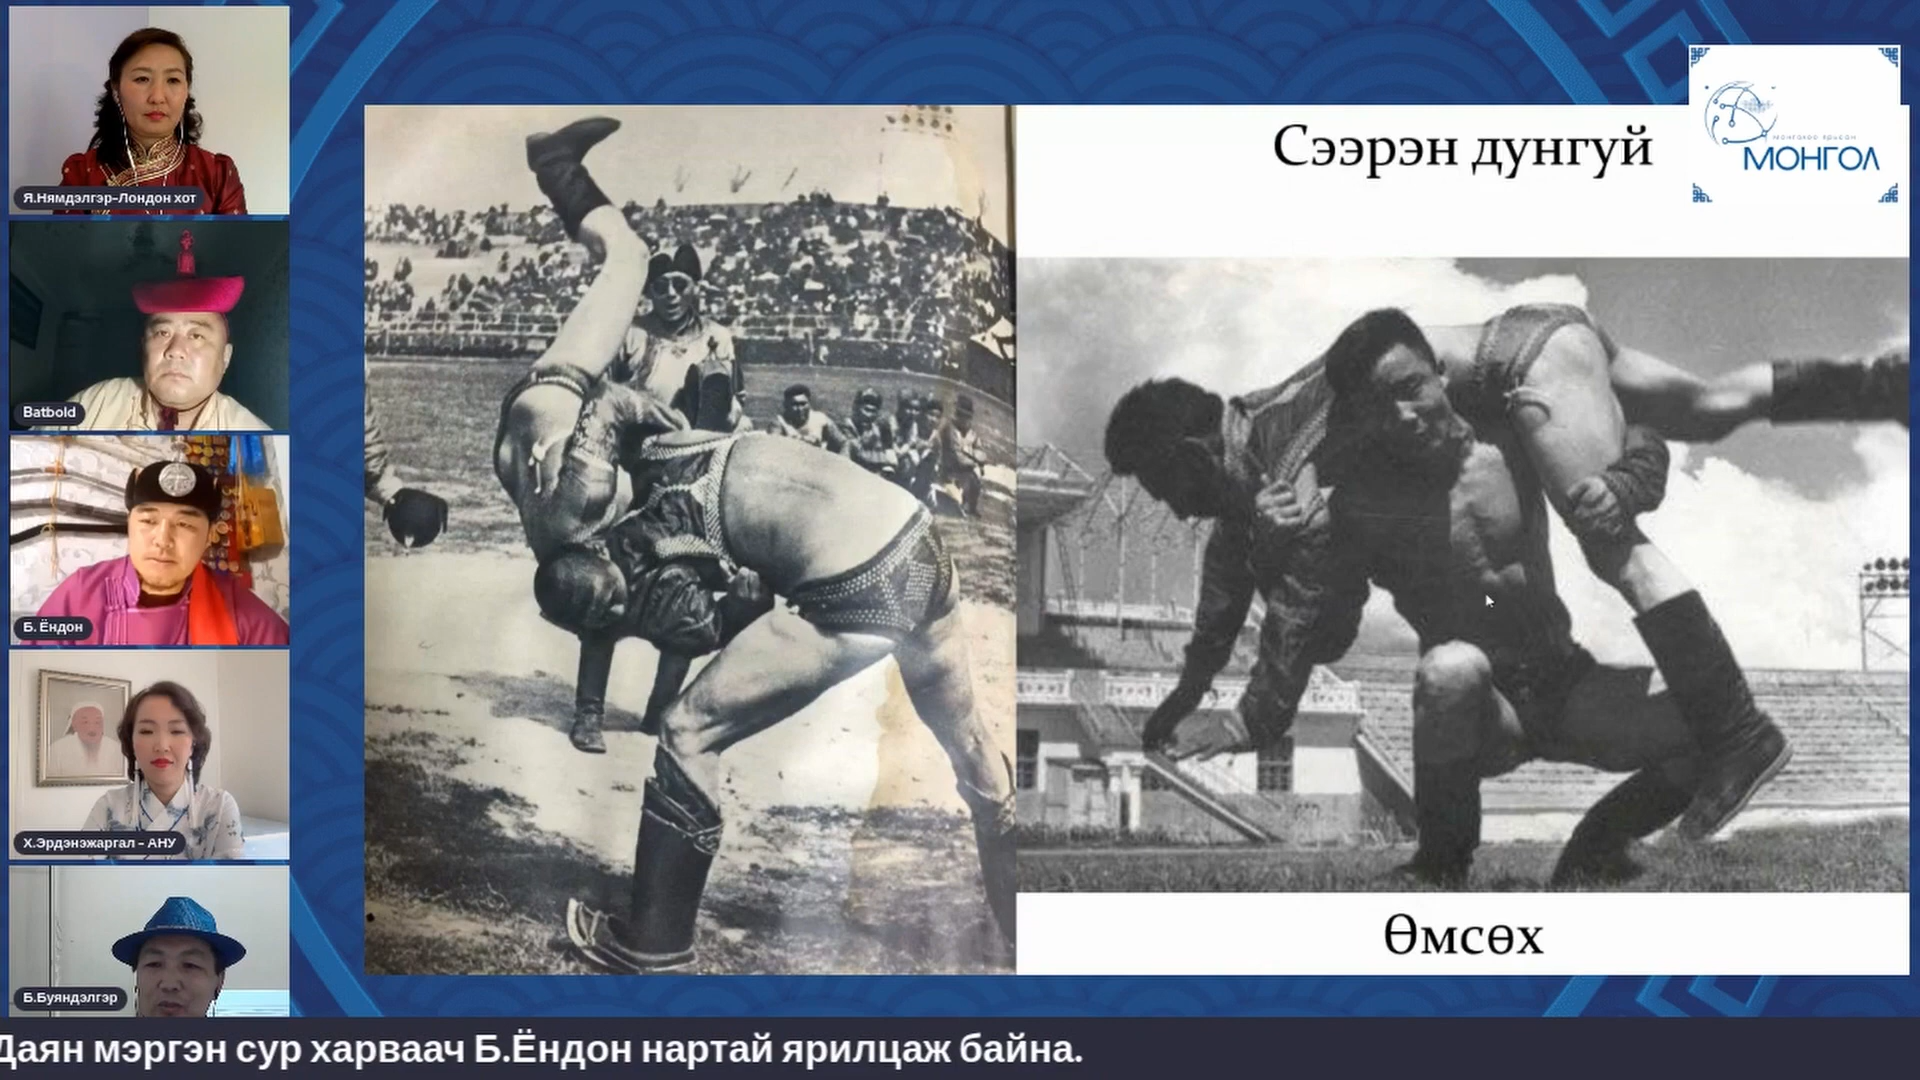 Я.Нямдэлгэр-Лондон хот
Batbold
Б. Ёндон
Х.Эрдэнэжаргал - АНУ
Б.Буяндэлгэр
Сээрэн дунгуй
МОНГОЛ
Өмсөх
Даян мэргэн сур харваач Б.Ёндон нартай ярилцаж байна.